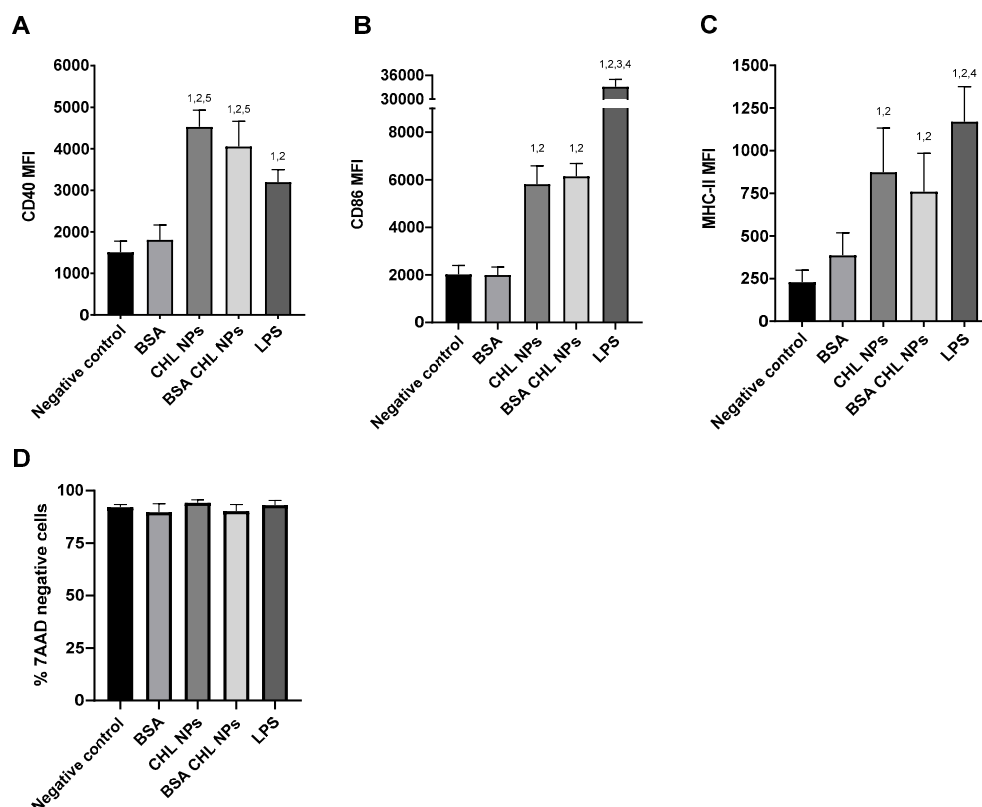 A
CD40 MFI
6000
5000
4000
3000
2000
1000
0
1,2,5
1,2,5
1,2
Negative control
BSA
CHL NPs
BSA CHL NPs
LPS
B
CD86 MFI
36000
30000
8000
6000
4000
2000
0
1,2
1,2
1,2,3,4
Negative control
BSA
CHL NPs
BSA CHL NPs
LPS
C
MHC-II MFI
1500
1250
1000
750
500
250
0
1,2
1,2
1,2,4
Negative control
BSA
CHL NPs
BSA CHL NPs
LPS
D
% 7AAD negative cells
100
75
50
25
0
Negative control
BSA
CHL NPs
BSA CHL NPs
LPS